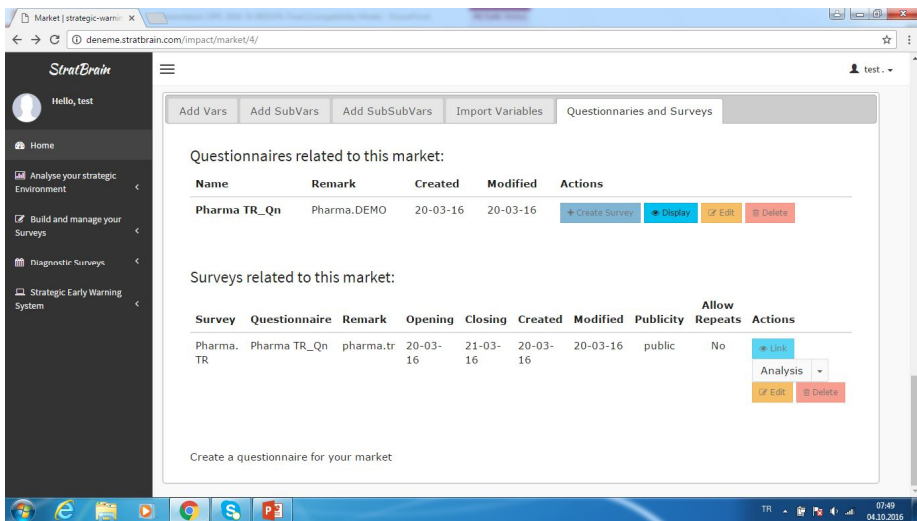 Market | strategic-warnin
deneme.stratbrain.com/impact/market/4/
StratBrain
test .
Hello, test
Home
Analyse your strategic
Environment
Build and manage your
Surveys
Diagnostic Surveys
Strategic Early Warning
System
Add Vars Add SubVars Add SubSubVars Import Variables Questionnaries and Surveys
Questionnaires related to this market:
Name Remark Created Modified Actions
Pharma TR_Qn Pharma.DEMO 20-03-16 20-03-16 + Create Survey Display Edit Delete
Surveys related to this market:
Allow
Survey Questionnaire Remark Opening Closing Created Modified Publicity Repeats Actions
Pharma. Pharma TR_Qn pharma.tr 20-03- 21-03- 20-03- 20-03-16 public No Link
TR 16 16 16
Analysis
Edit Delete
Create a questionnaire for your market
TR 07:49
04.10.2016